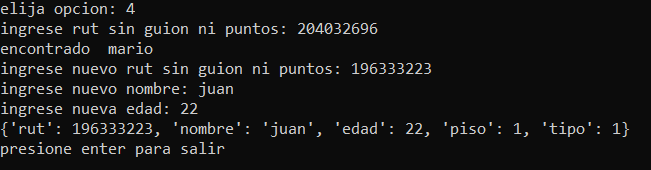 elija opcion: 4
ingrese rut sin guion ni puntos: 204032696
encontrado  mario
ingrese nuevo rut sin guion ni puntos: 196333223
ingrese nuevo nombre: juan
ingrese nueva edad: 22
{'rut': 196333223, 'nombre': 'juan', 'edad': 22, 'piso': 1, 'tipo': 1}
presione enter para salir